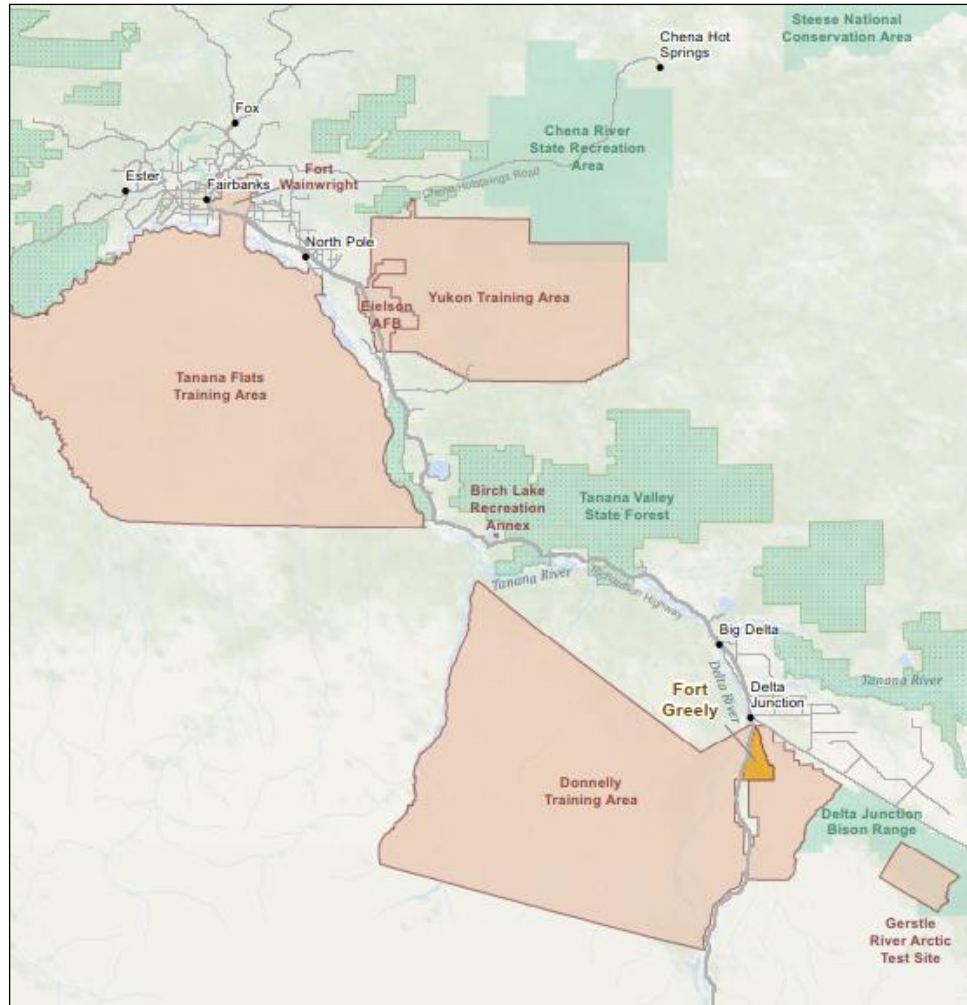 Steese National
Conservation Area
Chena Hot
Springs
Fox
Chena River
State Recreation
Area
Ester
Fort
Wainwright
Fairbanks
Chena Hotsprings Road
North Pole
Yukon Training Area
Eielson
AFB
Tanana Flats
Training Area
Birch Lake
Recreation
Annex
Tanana Valley
State Forest
Tanana River
Richardson Highway
Big Delta
Delta River
Tanana River
Fort
Greely
Delta
Junction
Donnelly
Training Area
Delta Junction
Bison Range
Gerstle
River Arctic
Test Site